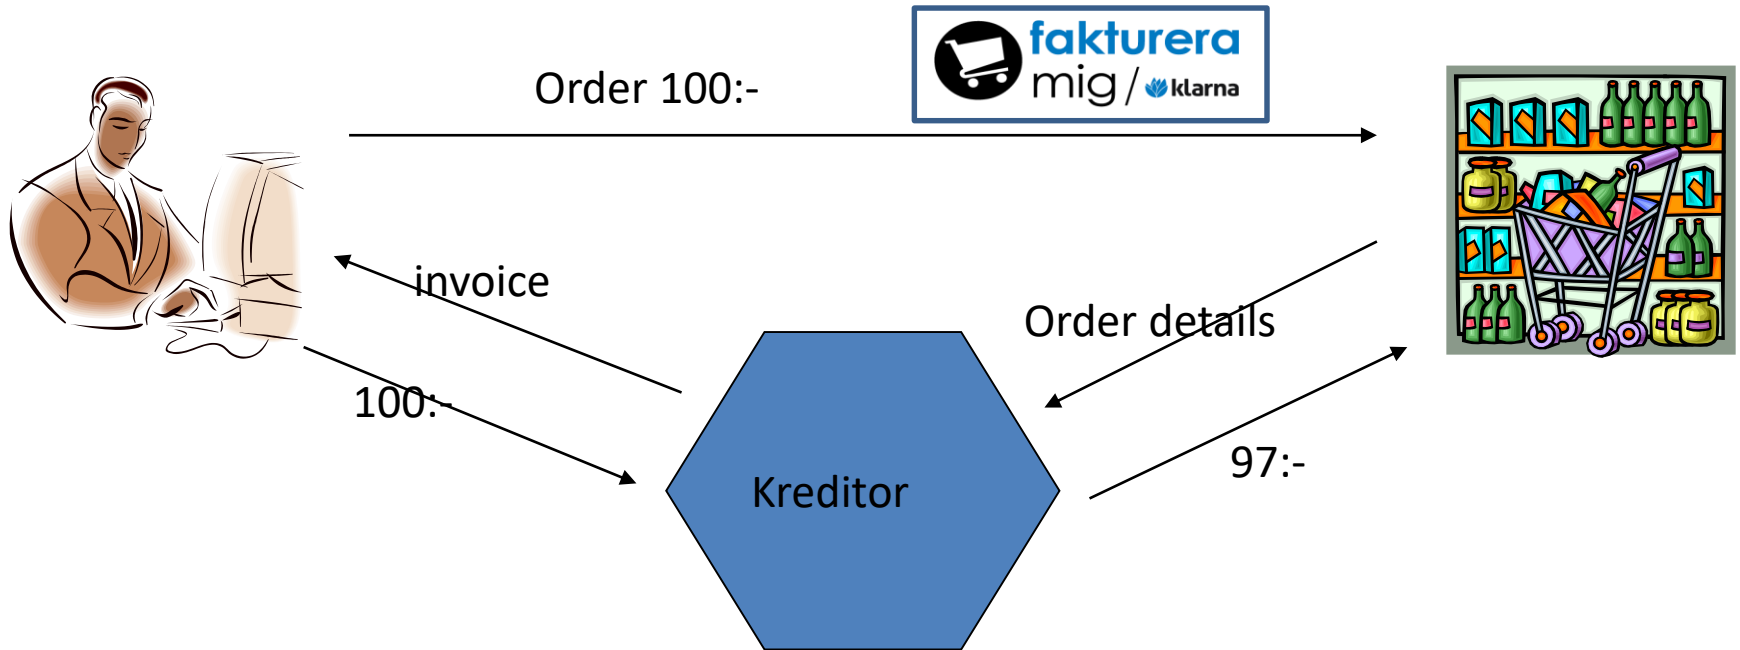 fakturera
mig / klarna
Order 100:-
invoice
Order details
100:-
97:-
Kreditor